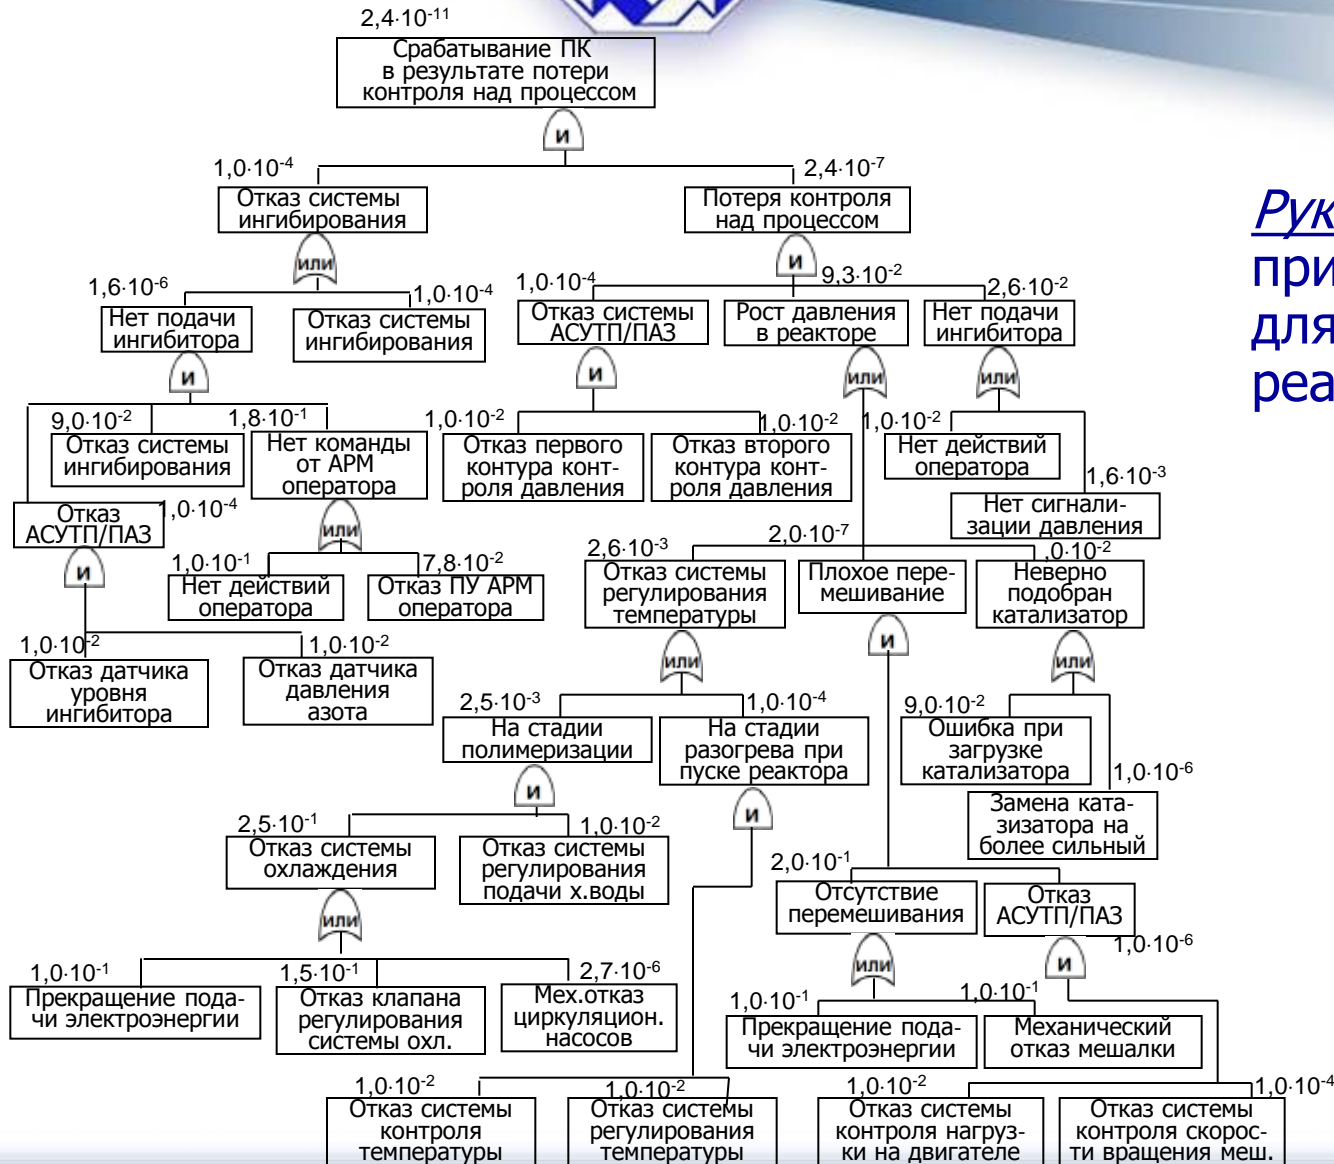 2,4·10-11
Срабатывание ПК
в результате потери
контроля над процессом
и
1,0·10-4
2,4·10-7
Отказ системы
ингибирования
Потеря контроля
над процессом
или
и
1,6·10-6
1,0·10-4
1,0·10-4
9,3·10-2
2,6·10-2
Нет подачи
ингибитора
Отказ системы
ингибирования
Отказ системы
АСУТП/ПАЗ
Рост давления
в реакторе
Нет подачи
ингибитора
и
и
или
или
9,0·10-2
1,8·10-1
1,0·10-2
1,0·10-2
1,0·10-2
Отказ системы
ингибирования
Нет команды
от АРМ
оператора
Отказ первого
контура конт-
роля давления
Отказ второго
контура конт-
роля давления
Нет действий
оператора
1,6·10-3
Нет сигнали-
зации давления
Отказ
АСУТП/ПАЗ
1,0·10-4
или
и
1,0·10-1
7,8·10-2
Нет действий
оператора
Отказ ПУ АРМ
оператора
2,6·10-3
2,0·10-7
,0·10-2
Отказ системы
регулирования
температуры
Плохое пере-
мешивание
Неверно
подобран
катализатор
1,0·10-2
1,0·10-2
Отказ датчика
уровня
ингибитора
Отказ датчика
давления
азота
или
и
или
2,5·10-3
1,0·10-4
9,0·10-2
На стадии
полимеризации
На стадии
разогрева при
пуске реактора
Ошибка при
загрузке
катализатора
1,0·10-6
Замена ката-
зизатора на
более сильный
и
и
2,5·10-1
1,0·10-2
Отказ системы
охлаждения
Отказ системы
регулирования
подачи х.воды
2,0·10-1
Отсутствие
перемешивания
Отказ
АСУТП/ПАЗ
1,0·10-6
или
или
и
1,0·10-1
1,5·10-1
2,7·10-6
Прекращение пода-
чи электроэнергии
Отказ клапана
регулирования
системы охл.
Мех.отказ
циркуляцион.
насосов
1,0·10-1
1,0·10-1
Прекращение пода-
чи электроэнергии
Механический
отказ мешалки
1,0·10-2
1,0·10-2
1,0·10-2
1,0·10-4
Отказ системы
контроля
температуры
Отказ системы
регулирования
температуры
Отказ системы
контроля нагруз-
ки на двигателе
Отказ системы
контроля скорос-
ти вращения меш.
Рук
при
для
реа